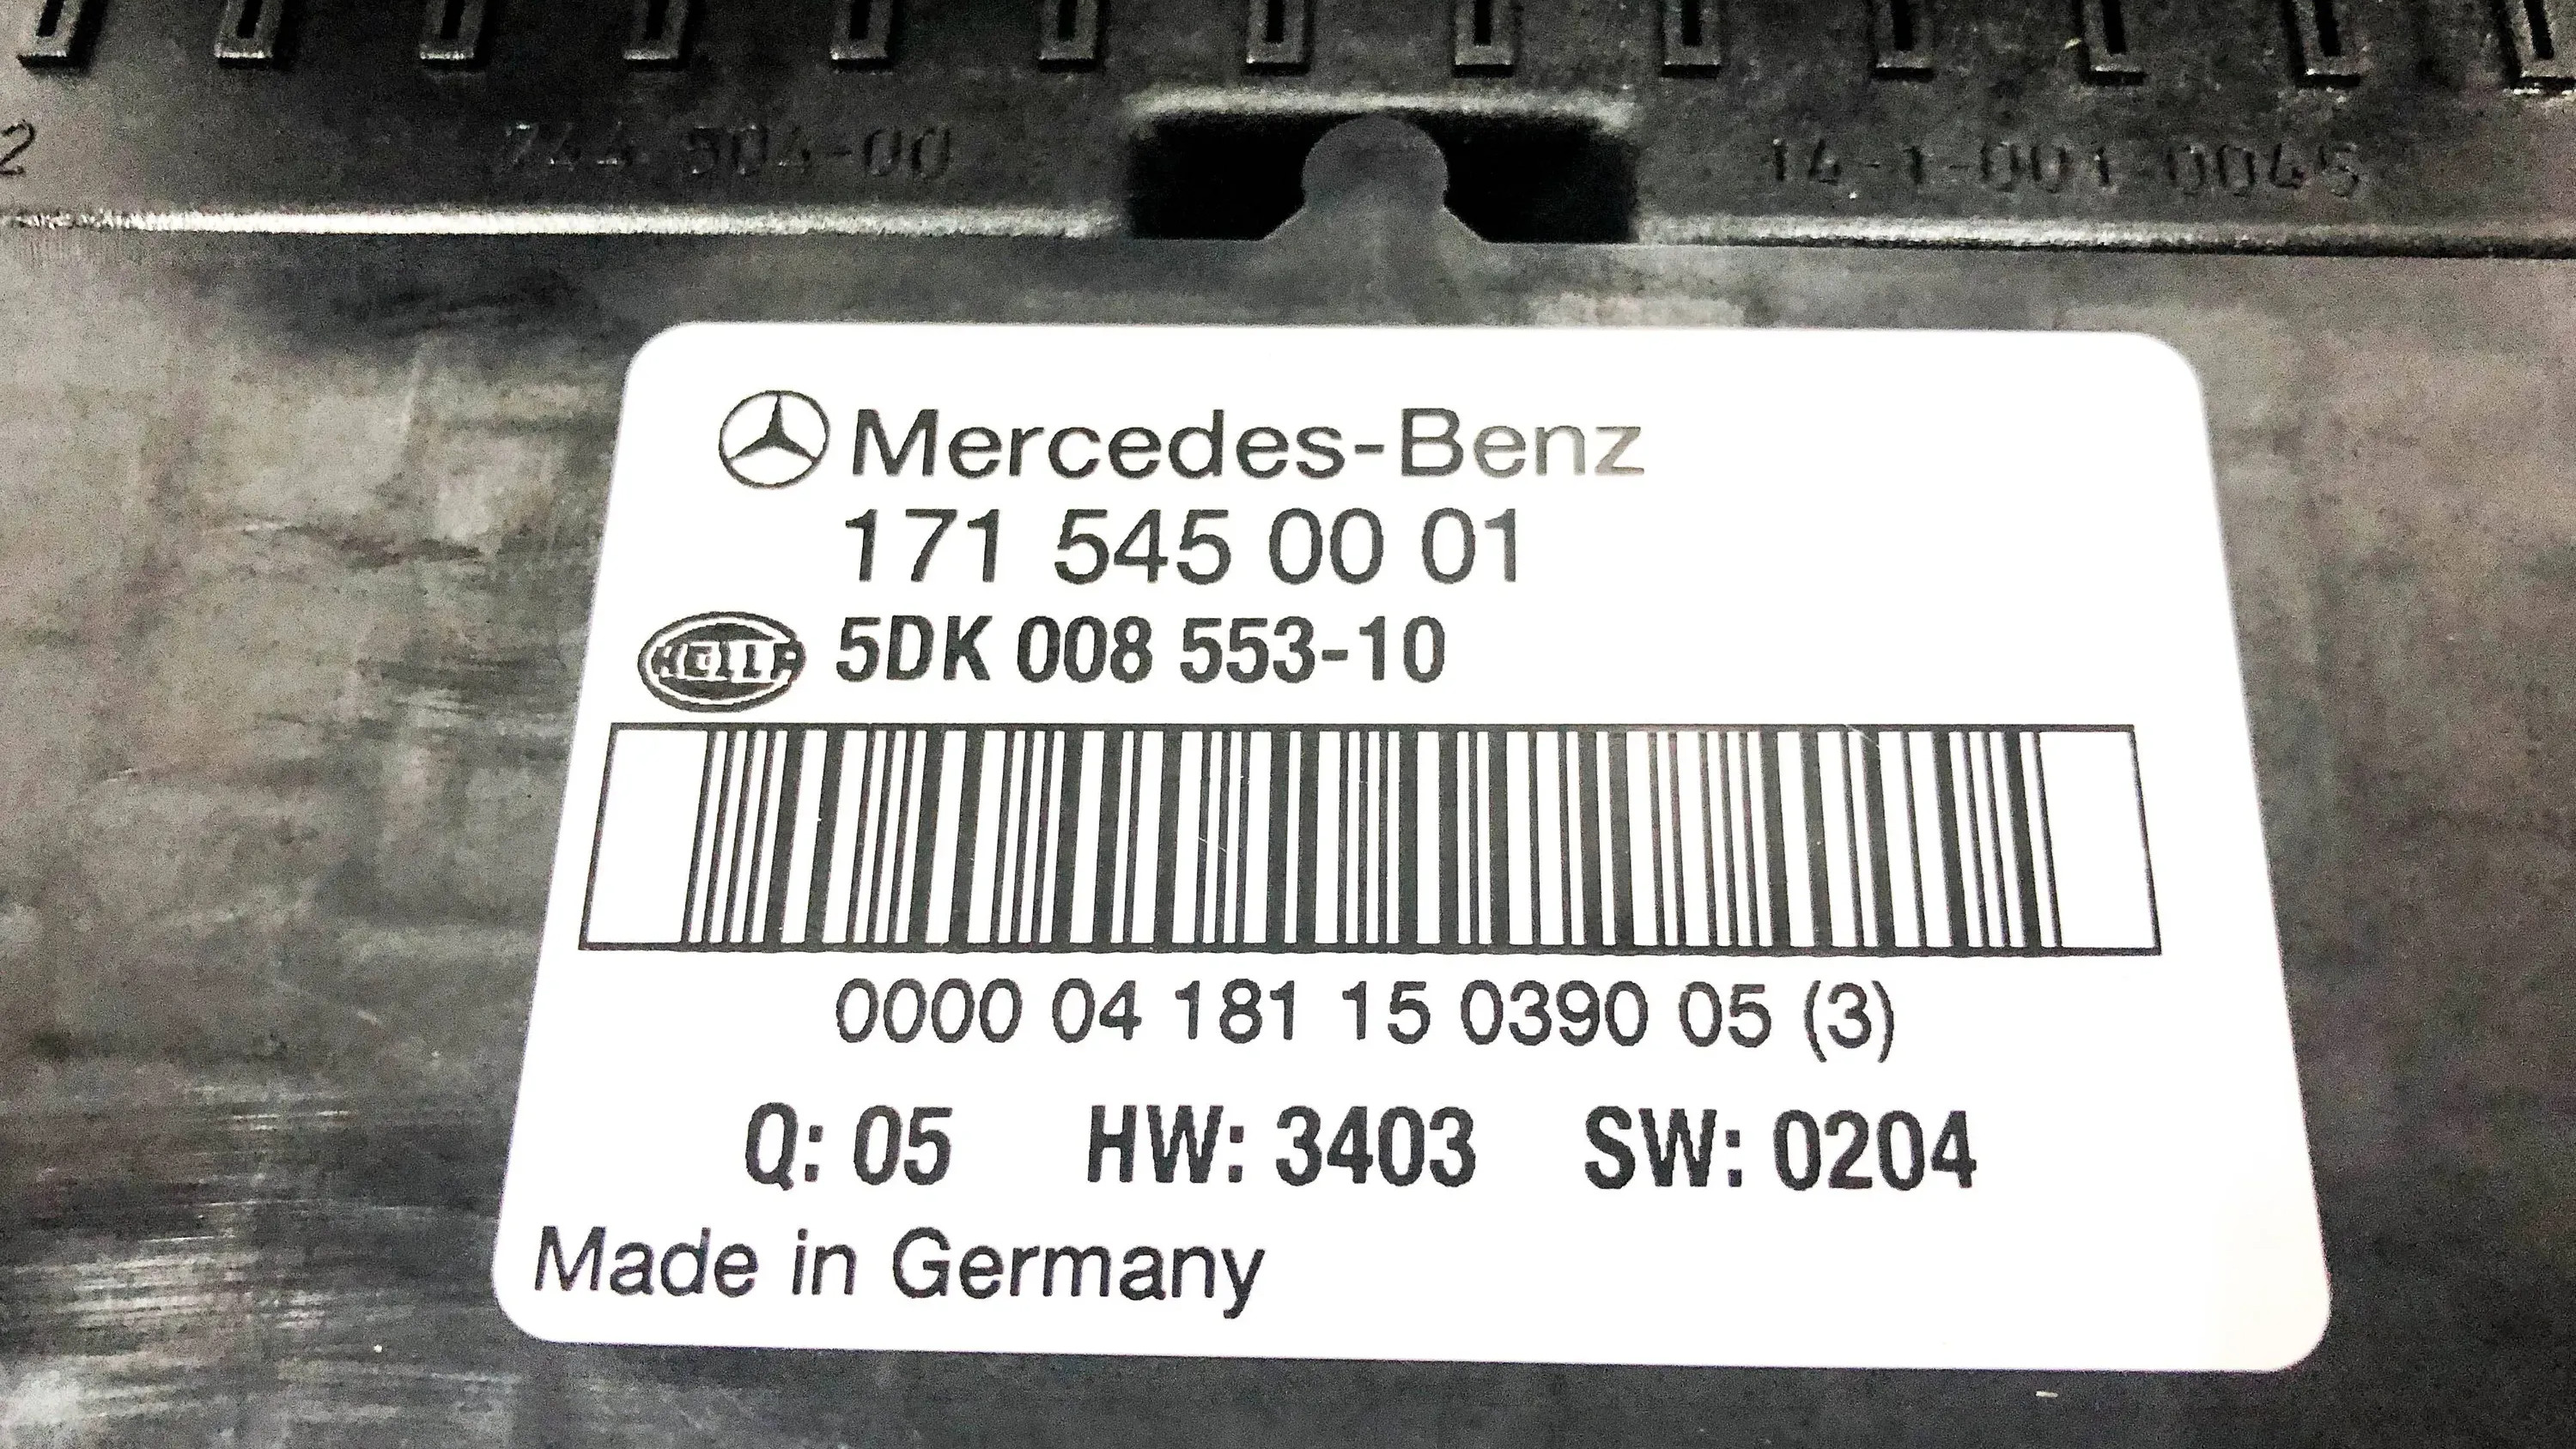 2
744 504-00
14-1-001 0045
Mercedes-Benz
171 545 00 01
HELLA 5DK 008 553-10
0000 04 181 15 0390 05 (3)
Q: 05 HW: 3403 SW: 0204
Made in Germany